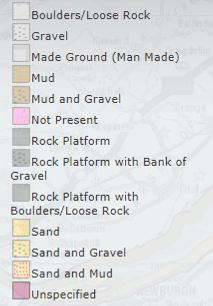 Boulders/Loose Rock
Gravel
Made Ground (Man Made)
Mud
Mud and Gravel
Not Present
Rock Platform
Rock Platform with Bank of
Gravel
Rock Platform with
Boulders/Loose Rock
Sand
Sand and Gravel
Sand and Mud
Unspecified
NEWBURGH